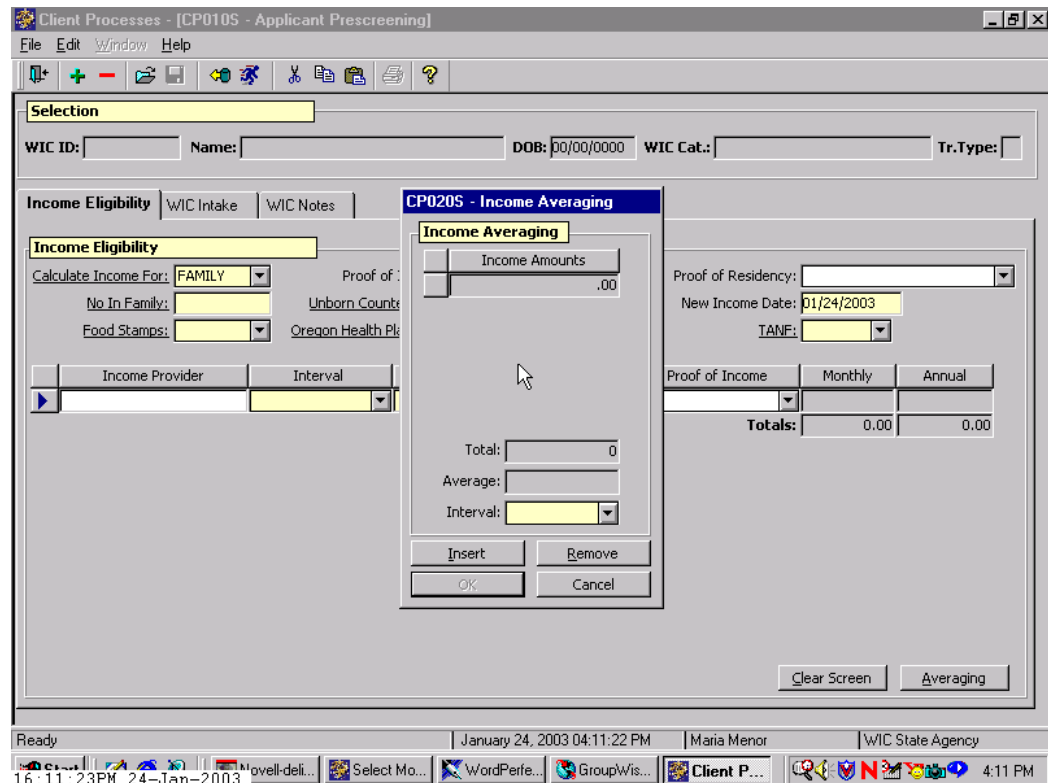 Client Processes - [CP010S - Applicant Prescreening]
File Edit Window Help
Selection
WIC ID: Name: DOB: 00/00/0000 WIC Cat.: Tr.Type:
Income Eligibility WIC Intake WIC Notes
CP020S - Income Averaging
Income Averaging
Income Amounts
.00
Total: 0
Average:
Interval:
Insert Remove
OK Cancel
Income Eligibility
Calculate Income For: FAMILY Proof of Proof of Residency:
No In Family: Unborn Counte New Income Date: 01/24/2003
Food Stamps: Oregon Health Pla TANF:
Income Provider Interval Proof of Income Monthly Annual
Totals: 0.00 0.00
Clear Screen Averaging
Ready January 24, 2003 04:11:22 PM Maria Menor WIC State Agency
Start Novell-deli... Select Mo... WordPerfe... GroupWis... Client P... 4:11 PM
16:11:23PM 24-Jan-2003